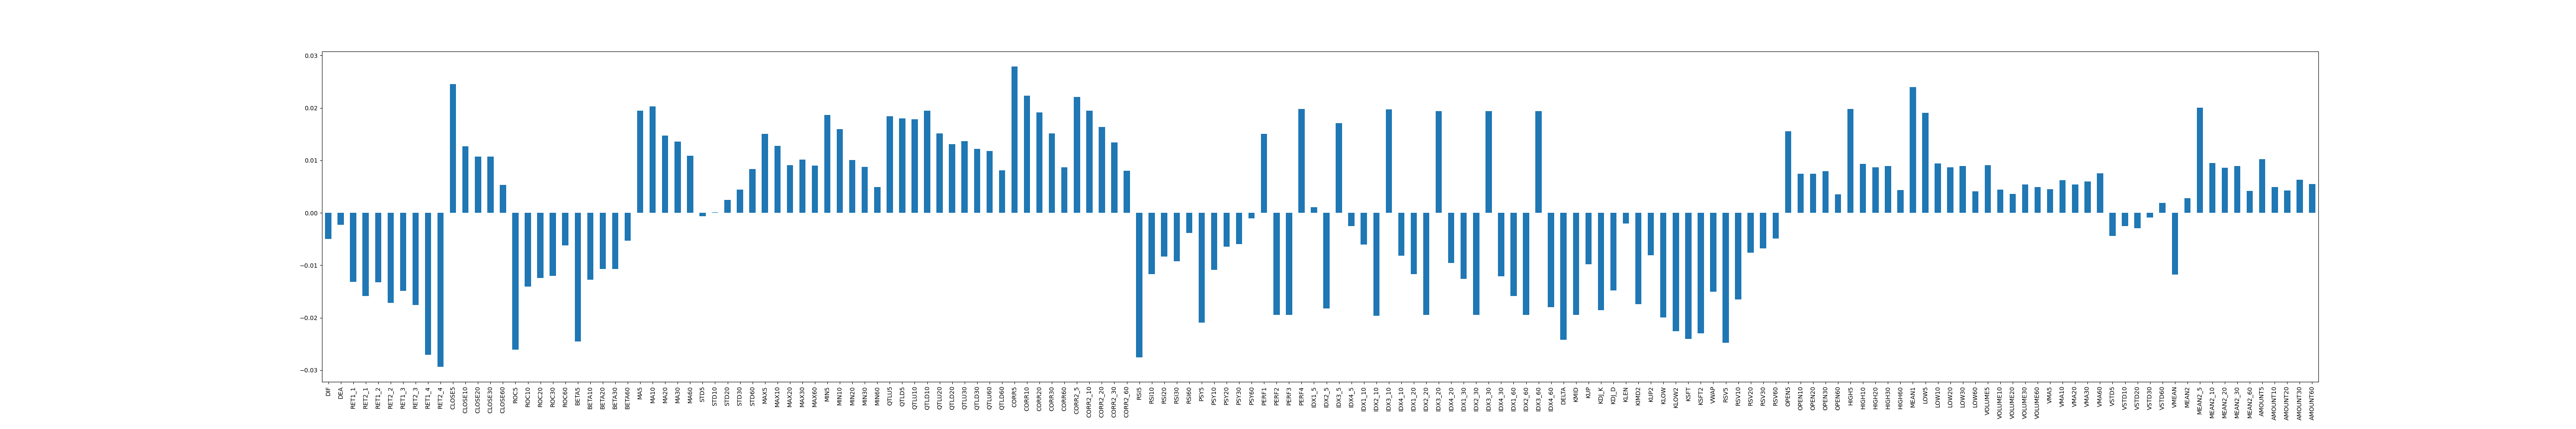 0.03
0.02
0.01
0.00
−0.01
−0.02
−0.03
DIF
DEA
RET1_1
RET2_1
RET1_2
RET2_2
RET1_3
RET2_3
RET1_4
RET2_4
CLOSE5
CLOSE10
CLOSE20
CLOSE30
CLOSE60
ROC5
ROC10
ROC20
ROC30
ROC60
BETA5
BETA10
BETA20
BETA30
BETA60
MA5
MA10
MA20
MA30
MA60
STD5
STD10
STD20
STD30
STD60
MAX5
MAX10
MAX20
MAX30
MAX60
MIN5
MIN10
MIN20
MIN30
MIN60
QTLU5
QTLD5
QTLU10
QTLD10
QTLU20
QTLD20
QTLU30
QTLD30
QTLU60
QTLD60
CORR5
CORR10
CORR20
CORR30
CORR60
CORR2_5
CORR2_10
CORR2_20
CORR2_30
CORR2_60
RSI5
RSI10
RSI20
RSI30
RSI60
PSY5
PSY10
PSY20
PSY30
PSY60
PERF1
PERF2
PERF3
PERF4
IDX1_5
IDX2_5
IDX3_5
IDX4_5
IDX1_10
IDX2_10
IDX3_10
IDX4_10
IDX1_20
IDX2_20
IDX3_20
IDX4_20
IDX1_30
IDX2_30
IDX3_30
IDX4_30
IDX1_60
IDX2_60
IDX3_60
IDX4_60
DELTA
KMID
KUP
KDJ_K
KDJ_D
KLEN
KMID2
KUP2
KLOW
KLOW2
KSFT
KSFT2
VWAP
RSV5
RSV10
RSV20
RSV30
RSV60
OPEN5
OPEN10
OPEN20
OPEN30
OPEN60
HIGH5
HIGH10
HIGH20
HIGH30
HIGH60
MEAN1
LOW5
LOW10
LOW20
LOW30
LOW60
VOLUME5
VOLUME10
VOLUME20
VOLUME30
VOLUME60
VMA5
VMA10
VMA20
VMA30
VMA60
VSTD5
VSTD10
VSTD20
VSTD30
VSTD60
VMEAN
MEAN2
MEAN2_5
MEAN2_10
MEAN2_20
MEAN2_30
MEAN2_60
AMOUNT5
AMOUNT10
AMOUNT20
AMOUNT30
AMOUNT60